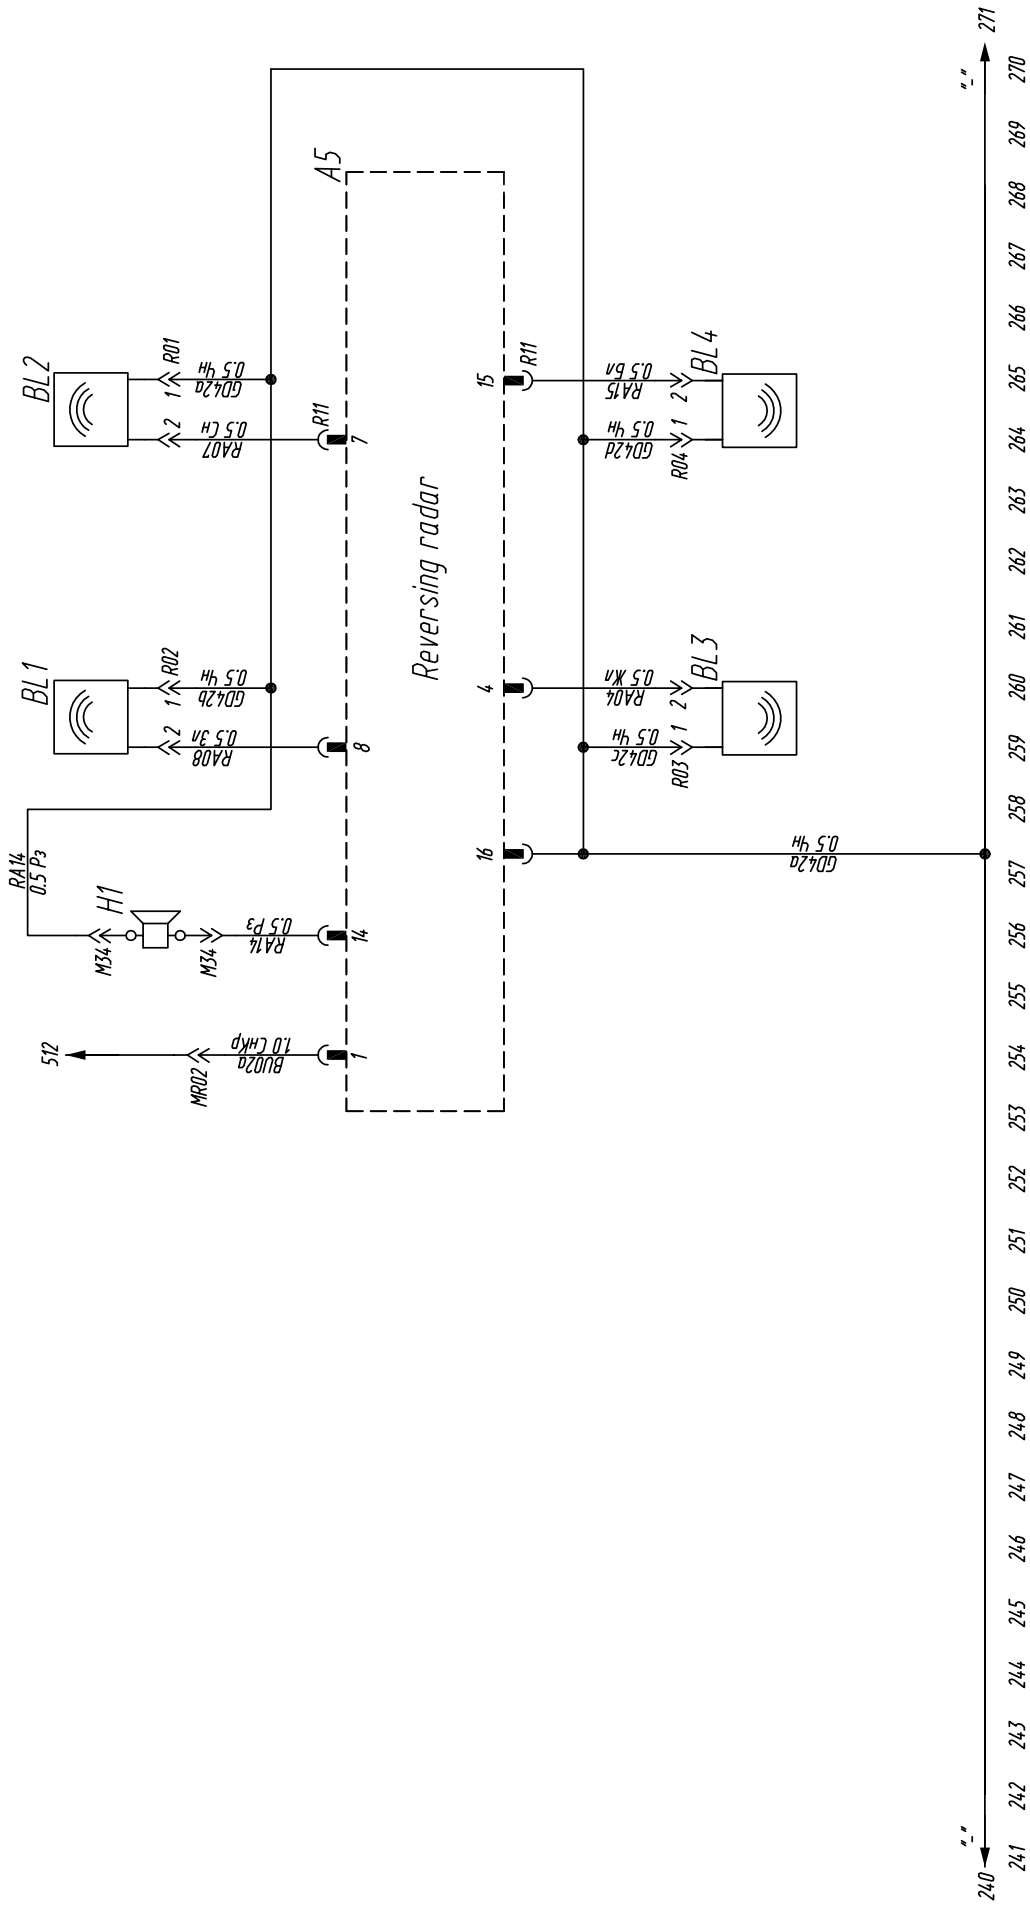 RA14
0.5 Рз
BL1
BL2
H1
M34
M34
512
MR02
BU02a
1.0 СнКр
1
RA14
0.5 Рз
14
2
1
R02
RA08
0.5 Зл
GD42b
0.5 Чн
8
2
1
R01
RA07
0.5 Сн
GD42a
0.5 Чн
R11
7
A5
Reversing radar
16
4
15
R11
GD42c
0.5 Чн
RA04
0.5 Жл
R03
1
2
BL3
GD42d
0.5 Чн
RA15
0.5 Бл
R04
1
2
BL4
GD42a
0.5 Чн
"-"
"-"
240
271
241 242 243 244 245 246 247 248 249 250 251 252 253 254 255 256 257 258 259 260 261 262 263 264 265 266 267 268 269 270